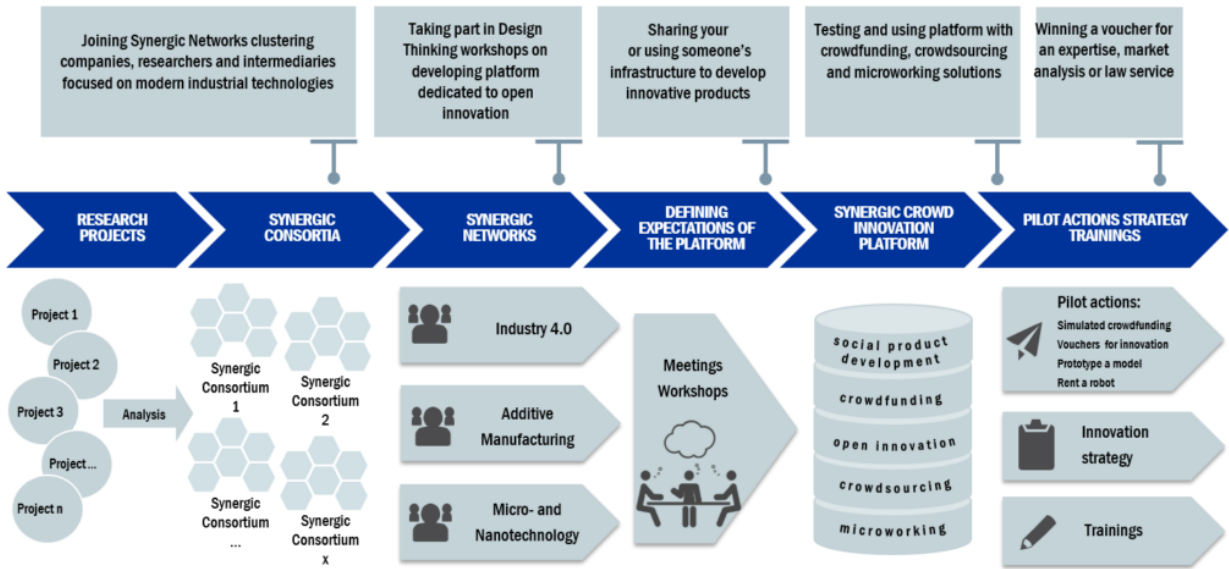 Joining Synergic Networks clustering
companies, researchers and intermediaries
focused on modern industrial technologies
Taking part in Design
Thinking workshops on
developing platform
dedicated to open
innovation
Sharing your
or using someone's
infrastructure to develop
innovative products
Testing and using platform with
crowdfunding, crowdsourcing
and microworking solutions
Winning a voucher for
an expertise, market
analysis or law service
RESEARCH
PROJECTS
SYNERGIC
CONSORTIA
SYNERGIC
NETWORKS
DEFINING
EXPECTATIONS OF
THE PLATFORM
SYNERGIC CROWD
INNOVATION
PLATFORM
PILOT ACTIONS STRATEGY
TRAININGS
Project 1
Project 2
Project 3
Project...
Project n
Analysis
Synergic
Consortium
1
Synergic
Consortium
2
Synergic
Consortium
...
Synergic
Consortium
x
Industry 4.0
Additive
Manufacturing
Micro- and
Nanotechnology
Meetings
Workshops
social product
development
crowdfunding
open innovation
crowdsourcing
microworking
Pilot actions:
Simulated crowdfunding
Vouchers for innovation
Prototype a model
Rent a robot
Innovation
strategy
Trainings